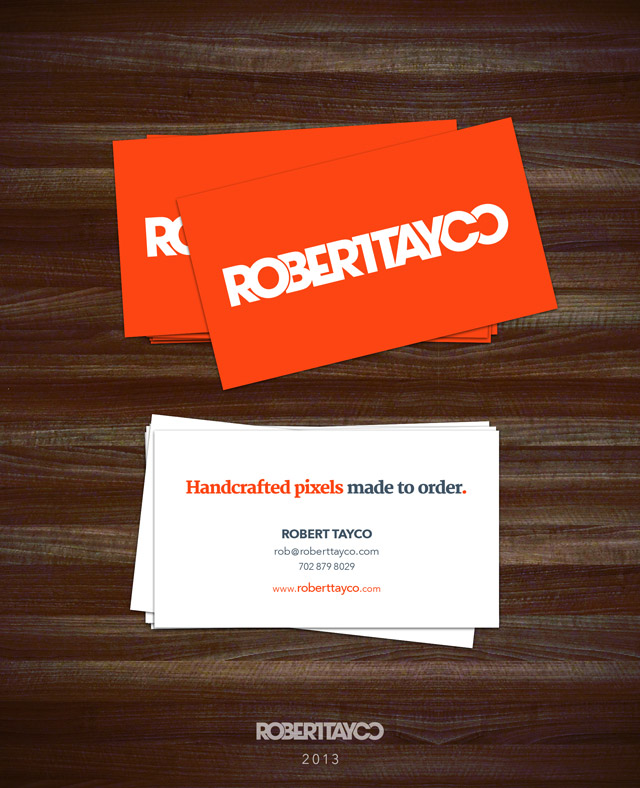 RO
ROBERTTAYCO
Handcrafted pixels made to order.
ROBERT TAYCO
rob@roberttayco.com
702 879 8029
www.roberttayco.com
ROBERTTAYCO
2013